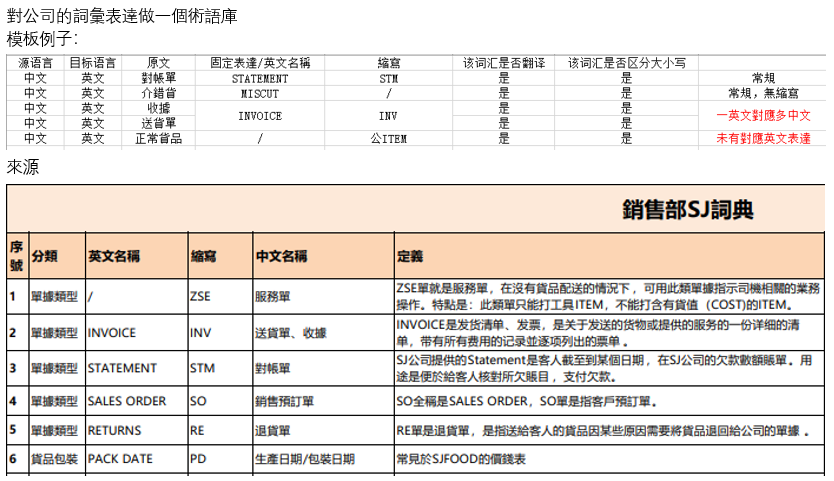 對公司的詞彙表達做一個術語庫
模板例子：
源语言 目标语言 原文 固定表達/英文名稱 縮寫 该词汇是否翻译 该词汇是否区分大小写
中文 英文 對帳單 STATEMENT STM 是 是 常規
中文 英文 介錯貨 MISCUT / 是 是 常規，無縮寫
中文 英文 收據 INVOICE INV 是 是 一英文對應多中文
中文 英文 送貨單 是 是
中文 英文 正常貨品 / 公ITEM 是 是 未有對應英文表達
來源
銷售部SJ詞典
序號 分類 英文名稱 縮寫 中文名稱 定義
1 單據類型 / ZSE 服務單 ZSE單就是服務單，在沒有貨品配送的情況下，可用此類單據指示司機相關的業務
操作。特點是：此類單只能打工具ITEM，不能打含有貨值（COST)的ITEM。
2 單據類型 INVOICE INV 送貨單、收據 INVOICE是发货清单、发票，是关于发送的货物或提供的服务的一份详细的清
单，带有所有费用的记录并逐项列出的票单 。
3 單據類型 STATEMENT STM 對帳單 SJ公司提供的Statement是客人截至到某個日期，在SJ公司的欠款數額賬單。用
途是便於給客人核對所欠賬目，支付欠款。
4 單據類型 SALES ORDER SO 銷售預訂單 SO全稱是SALES ORDER，SO單是指客戶預訂單。
5 單據類型 RETURNS RE 退貨單 RE單是退貨單，是指送給客人的貨品因某些原因需要將貨品退回給公司的單據 。
6 貨品包裝 PACK DATE PD 生產日期/包裝日期 常見於SJFOOD的價錢表